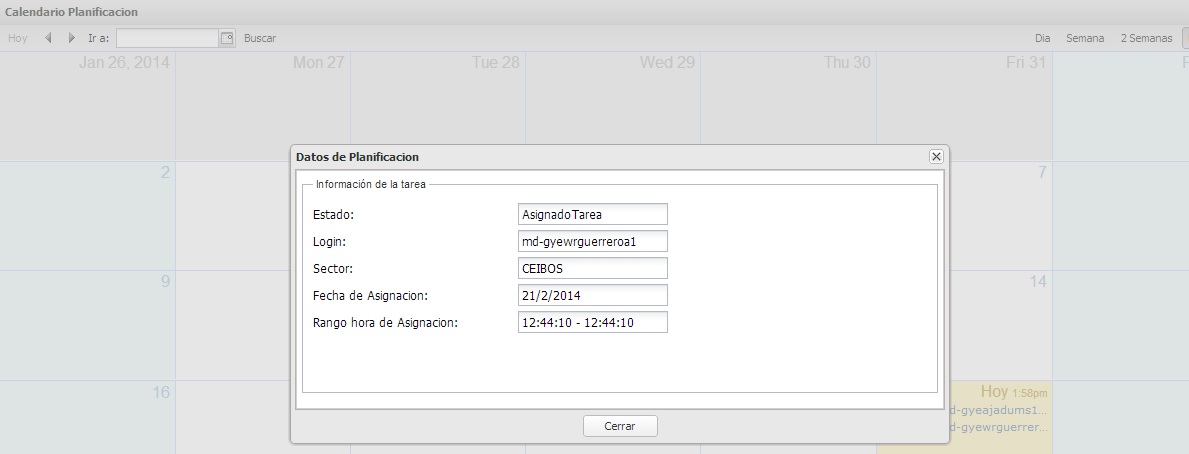 Calendario Planificacion
Hoy Ir a: Buscar Dia Semana 2 Semanas
Jan 26, 2014 Mon 27 Tue 28 Wed 29 Thu 30 Fri 31
Datos de Planificacion
2 7
Información de la tarea
Estado: AsignadoTarea
Login: md-gyewrguerreroa1
Sector: CEIBOS
9 14
Fecha de Asignacion: 21/2/2014
Rango hora de Asignacion: 12:44:10 - 12:44:10
16 Hoy 1:58pm
d-gyeajadums1...
d-gyewrguerrer...
Cerrar